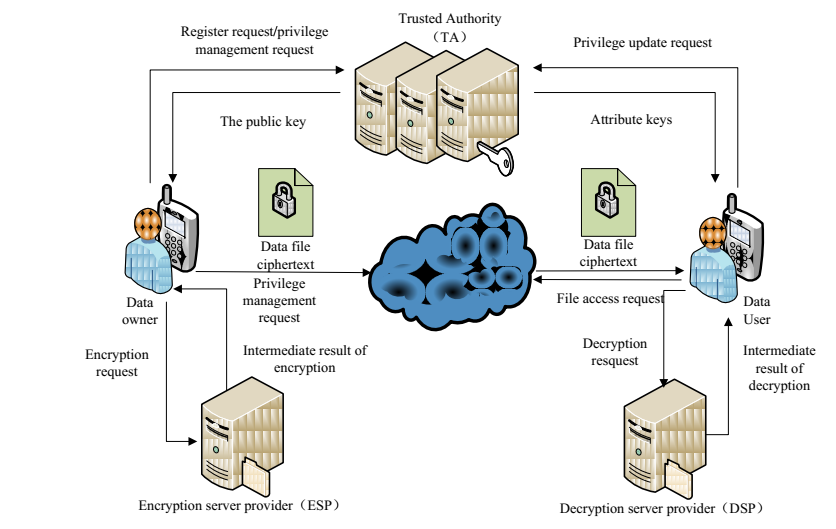 Trusted Authority
（TA）
Register request/privilege
management request
Privilege update request
The public key
Attribute keys
Data file
ciphertext
Privilege
management
request
Data file
ciphertext
File access request
Data
owner
Data
User
Encryption
request
Intermediate result of
encryption
Decryption
resquest
Intermediate
result of
decryption
Encryption server provider（ESP）
Decryption server provider（DSP）